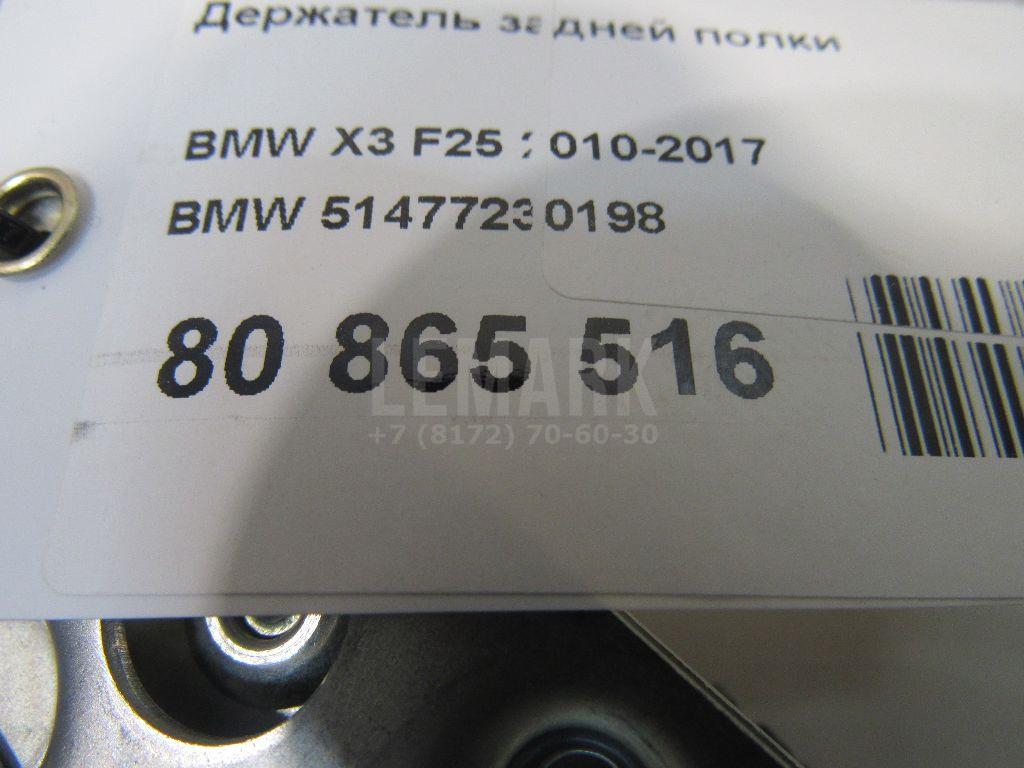 Держатель задней полки
BMW X3 F25 2010-2017
BMW 51477230198
80 865 516
LEMARK
+7 (8172) 70-60-30